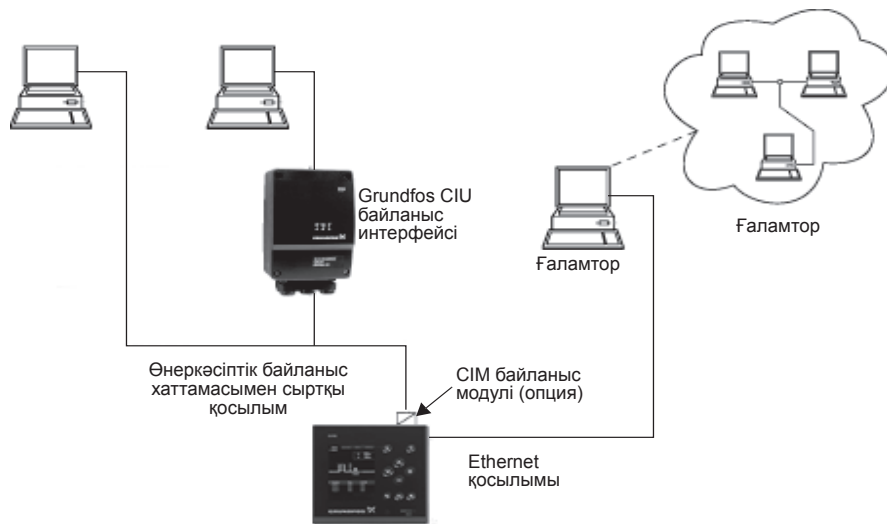 Grundfos CIU
байланыс
интерфейсі
Ғаламтор
Ғаламтор
Өнеркәсіптік байланыс
хаттамасымен сыртқы
қосылым
CIM байланыс
модулі (опция)
Ethernet
қосылымы